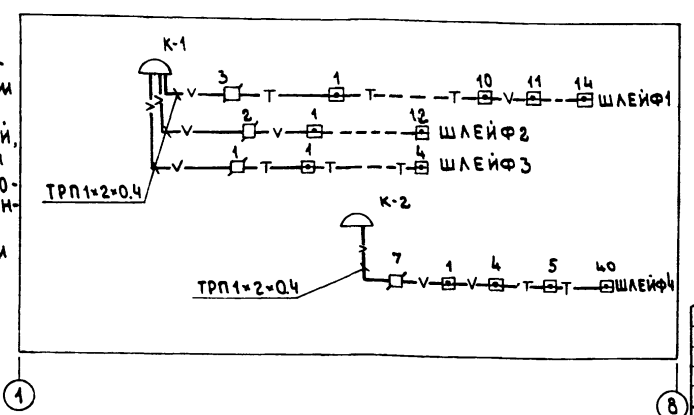 К-1
V 3 Т 1 Т Т 10 V 11 14 ШЛЕЙФ1
V 2 V 1 12 ШЛЕЙФ2
V 1 Т 1 Т Т 4 ШЛЕЙФ3
ТРП1×2×0.4
К-2
7 V 1 V 4 Т 5 Т 40 ШЛЕЙФ4
ТРП1×2×0.4
1
8